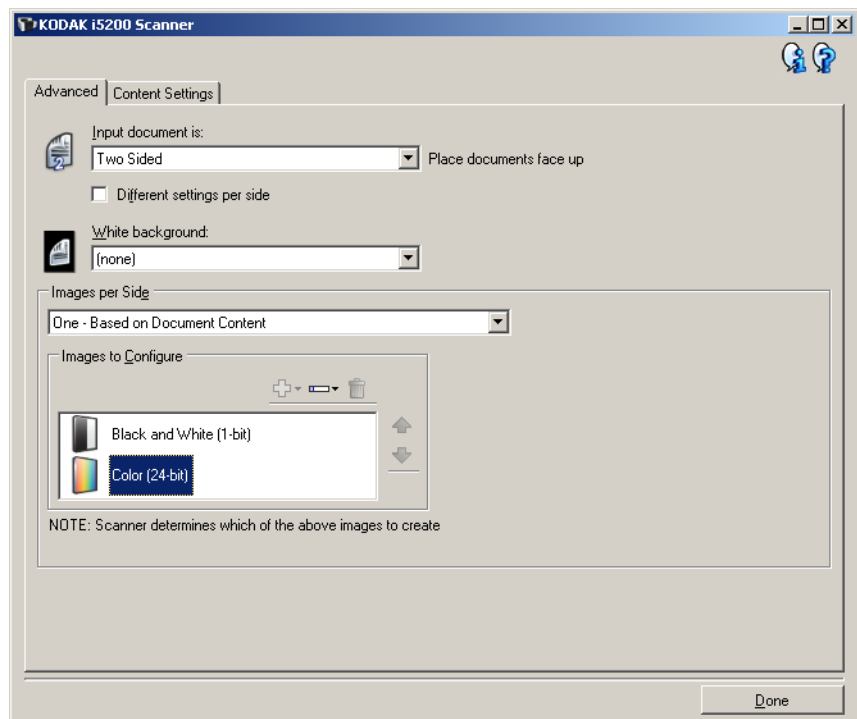 KODAK i5200 Scanner
Advanced
Content Settings
Input document is:
2
Two Sided
Place documents face up
Different settings per side
White background:
(none)
Images per Side
One - Based on Document Content
Images to Configure
Black and White (1-bit)
Color (24-bit)
NOTE: Scanner determines which of the above images to create
Done